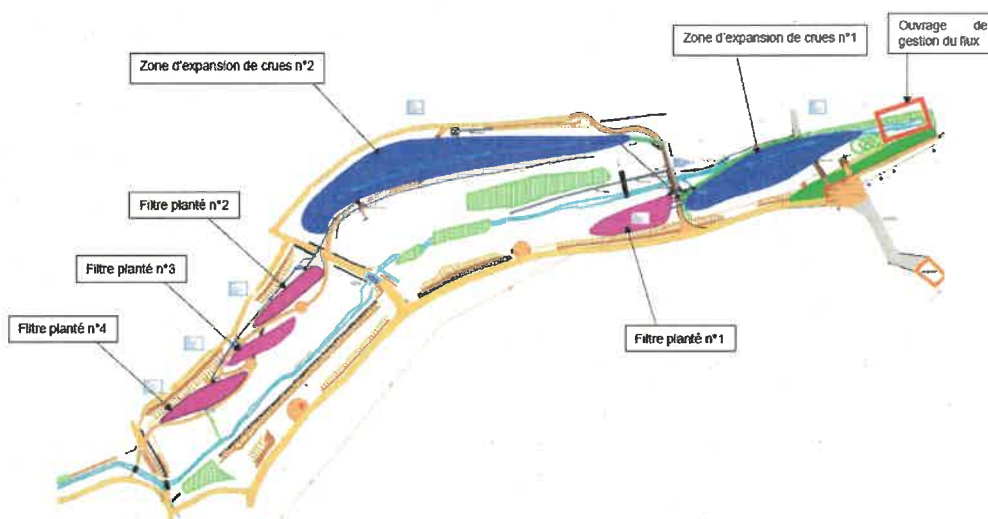 Ouvrage de
gestion du flux
Zone d'expansion de crues n°1
Zone d'expansion de crues n°2
Filtre planté n°2
Filtre planté n°3
Filtre planté n°4
Filtre planté n°1